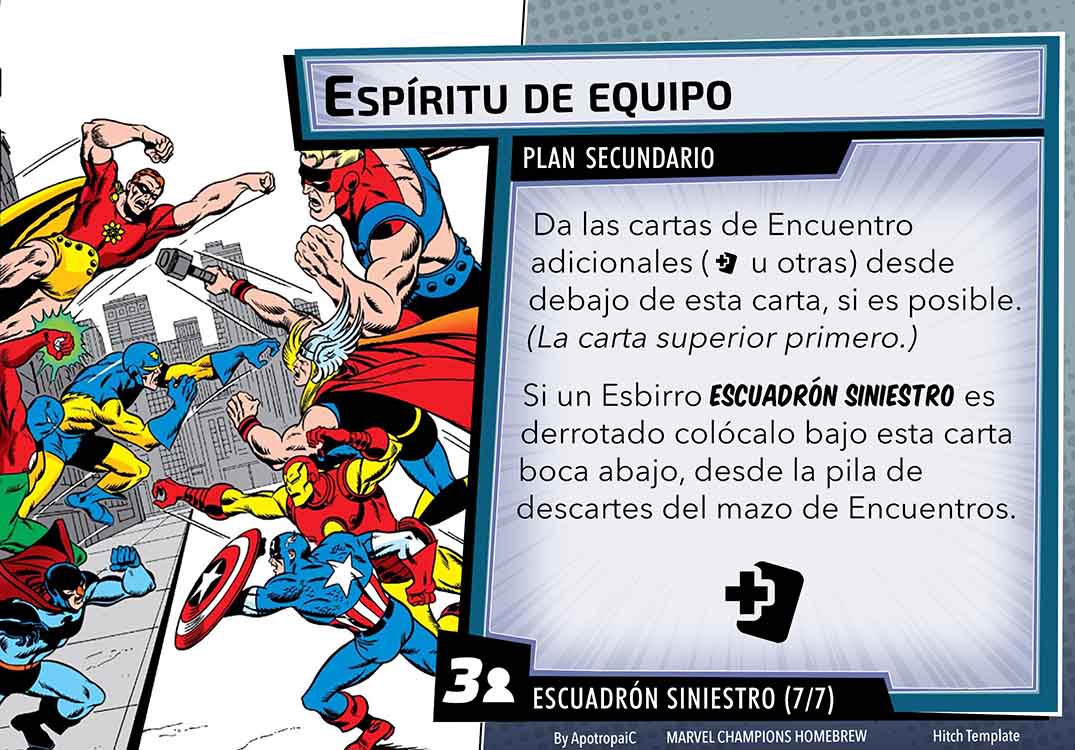 ESPÍRITU DE EQUIPO
PLAN SECUNDARIO
Da las cartas de Encuentro
adicionales ( u otras) desde
debajo de esta carta, si es posible.
(La carta superior primero.)
Si un Esbirro ESCUADRÓN SINIESTRO es
derrotado colócalo bajo esta carta
boca abajo, desde la pila de
descartes del mazo de Encuentros.
3
ESCUADRÓN SINIESTRO (7/7)
By ApotropaiC MARVEL CHAMPIONS HOMEBREW Hitch Template